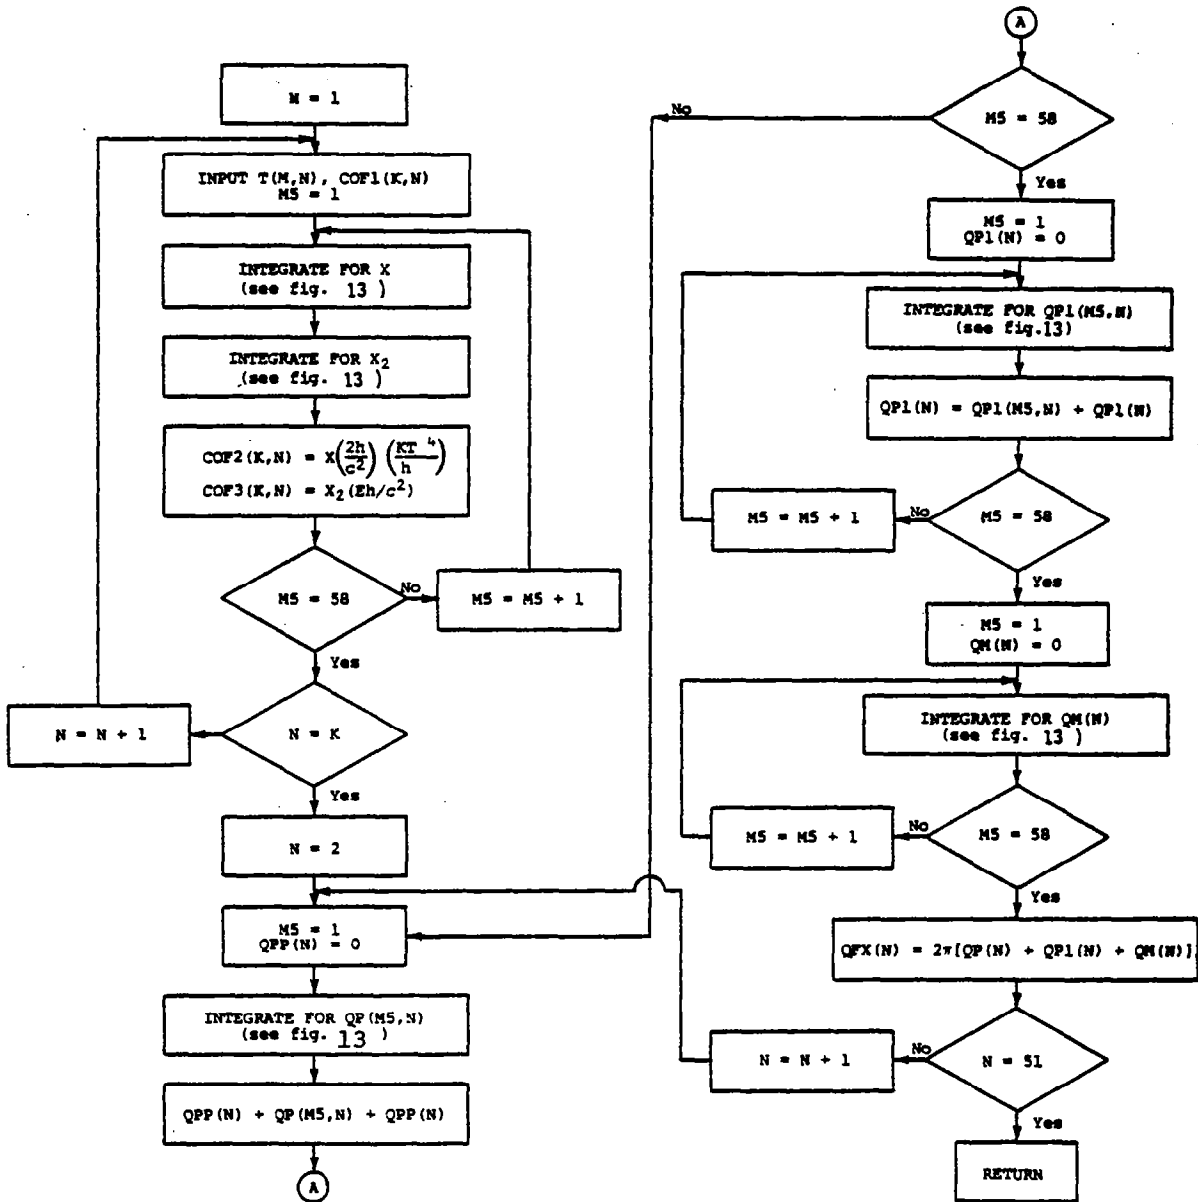 N = 1
INPUT T(M,N), COF1(K,N)
M5 = 1
INTEGRATE FOR X
(see fig. 13 )
INTEGRATE FOR X₂
(see fig. 13 )
COF2(K,N) = X(2h/c²) (KT/h ⁴)
COF3(K,N) = X₂(Eh/c²)
M5 = 58
No
M5 = M5 + 1
Yes
N = K
N = N + 1
Yes
N = 2
M5 = 1
QPP(N) = 0
INTEGRATE FOR QP(M5,N)
(see fig. 13 )
QPP(N) + QP(M5,N) + QPP(N)
A
A
M5 = 58
No
Yes
M5 = 1
QP1(N) = 0
INTEGRATE FOR QP1(M5,N)
(see fig.13)
QP1(N) = QP1(M5,N) + QP1(N)
M5 = 58
No
M5 = M5 + 1
Yes
M5 = 1
QM(N) = 0
INTEGRATE FOR QM(N)
(see fig. 13 )
M5 = 58
No
M5 = M5 + 1
Yes
QFX(N) = 2π[QP(N) + QP1(N) + QM(N)]
N = 51
No
N = N + 1
Yes
RETURN